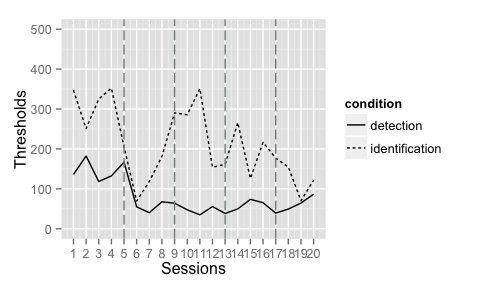 500
400
300
200
100
0
Thresholds
1 2 3 4 5 6 7 8 9 10 11 12 13 14 15 16 17 18 19 20
Sessions
condition
detection
identification